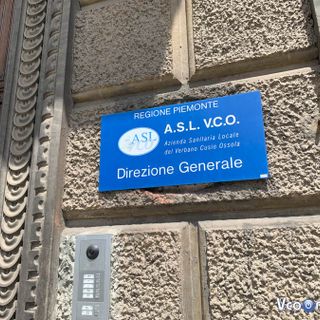 REGIONE PIEMONTE
ASL
VCO
A.S.L. V.C.O.
Azienda Sanitaria Locale
del Verbano Cusio Ossola
Direzione Generale